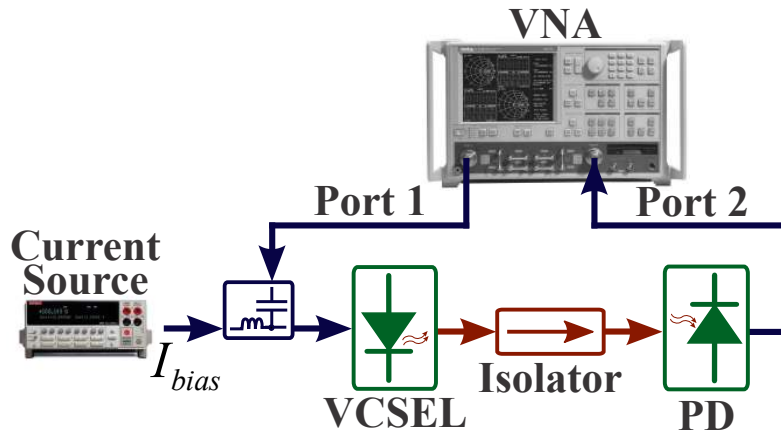 VNA
Port 1
Port 2
Current
Source
I_bias
VCSEL
Isolator
PD